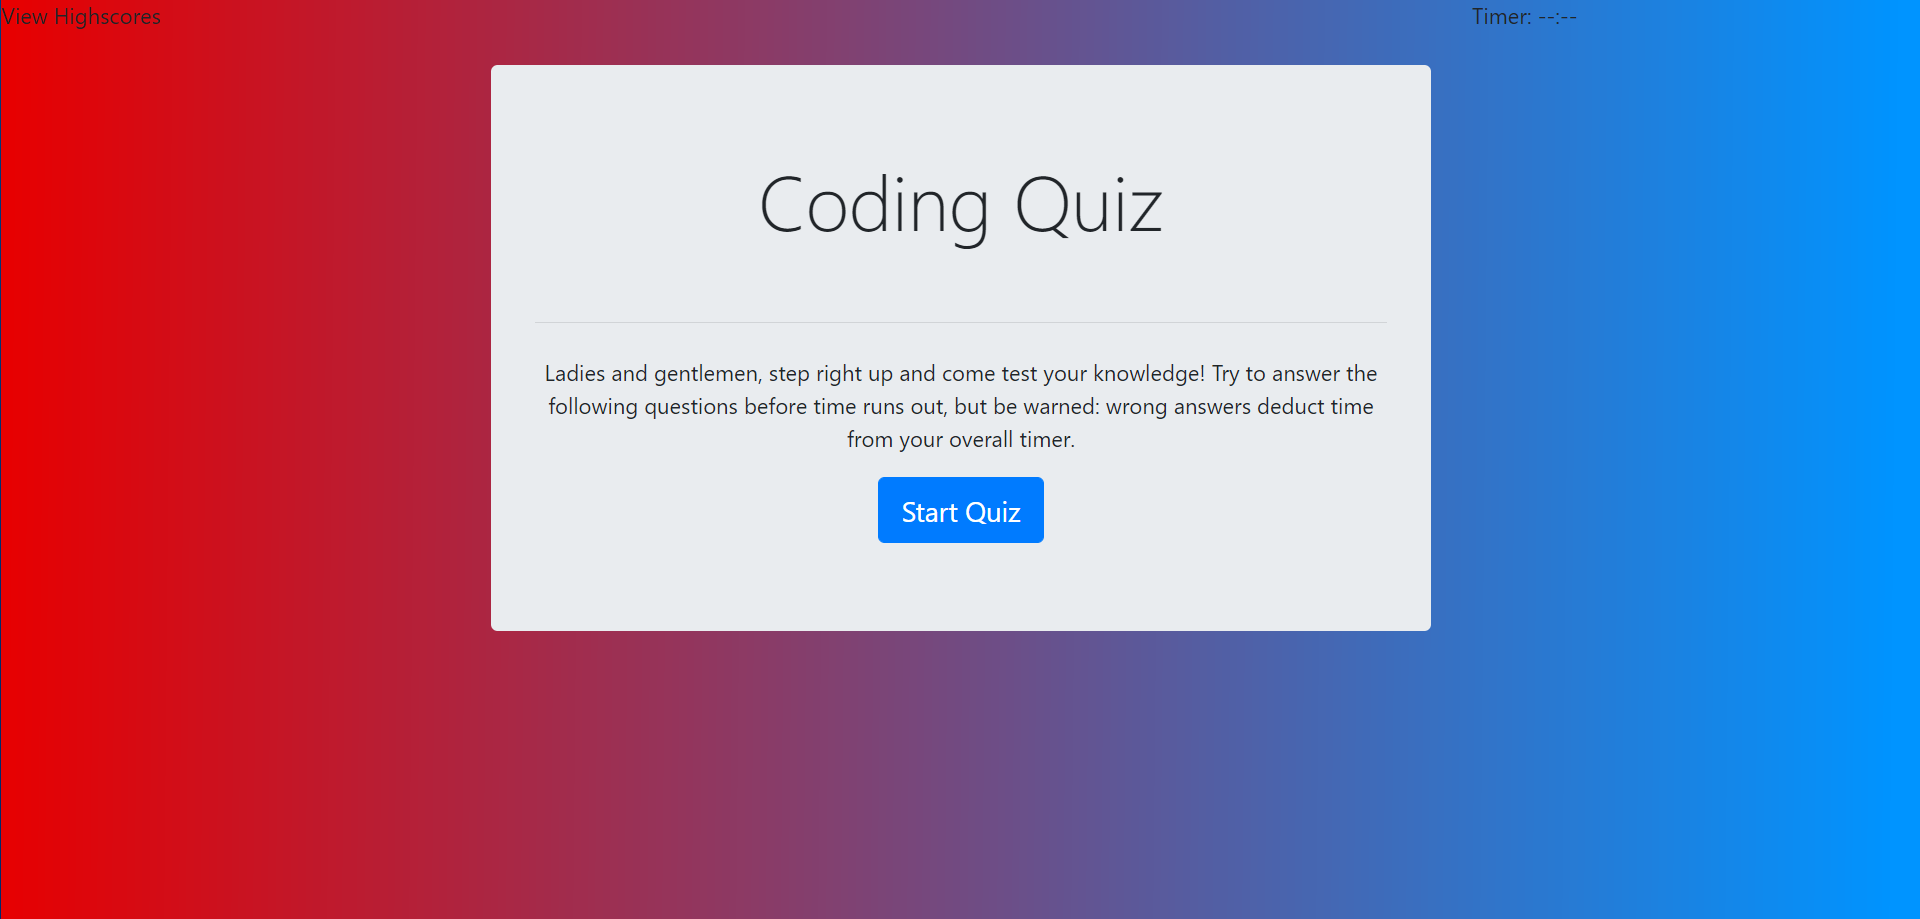 View Highscores
Timer: --:--
Coding Quiz
Ladies and gentlemen, step right up and come test your knowledge! Try to answer the
following questions before time runs out, but be warned: wrong answers deduct time
from your overall timer.
Start Quiz